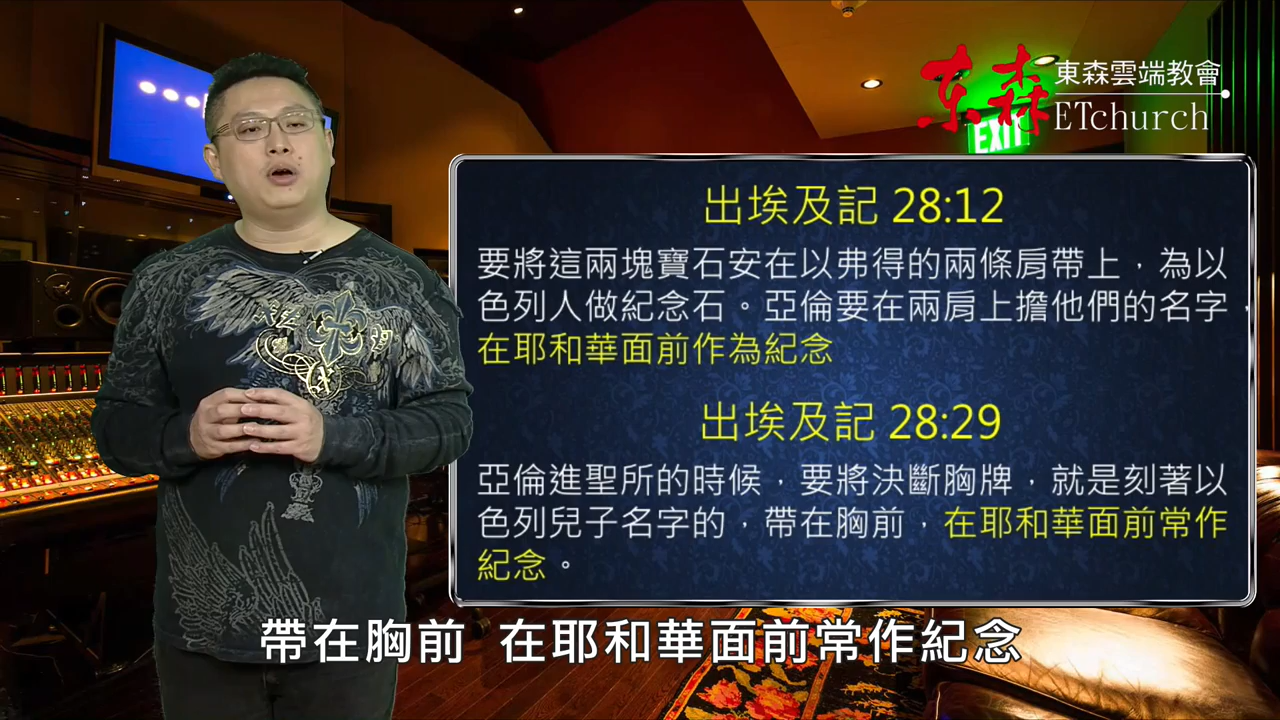 东森
東森雲端教會
ETchurch
EXIT
出埃及記 28:12
要將這兩塊寶石安在以弗得的兩條肩帶上，為以
色列人做紀念石。亞倫要在兩肩上擔他們的名字，
在耶和華面前作為紀念
出埃及記 28:29
亞倫進聖所的時候，要將決斷胸牌，就是刻著以
色列兒子名字的，帶在胸前，在耶和華面前常作
紀念。
帶在胸前 在耶和華面前常作紀念